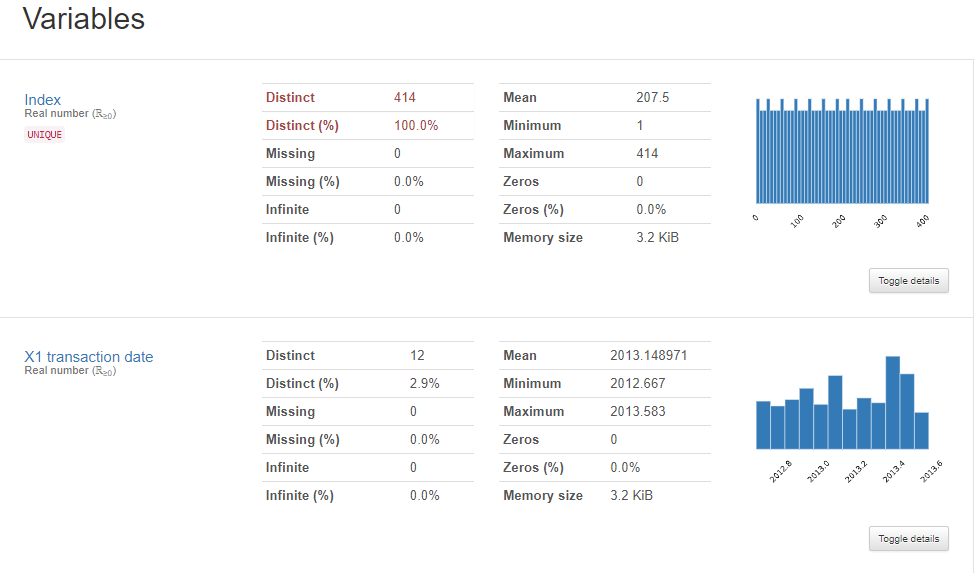 Variables
Index
Real number (ℝ≥0)
UNIQUE
Distinct 414
Distinct (%) 100.0%
Missing 0
Missing (%) 0.0%
Infinite 0
Infinite (%) 0.0%
Mean 207.5
Minimum 1
Maximum 414
Zeros 0
Zeros (%) 0.0%
Memory size 3.2 KiB
0 100 200 300 400
Toggle details
X1 transaction date
Real number (ℝ≥0)
Distinct 12
Distinct (%) 2.9%
Missing 0
Missing (%) 0.0%
Infinite 0
Infinite (%) 0.0%
Mean 2013.148971
Minimum 2012.667
Maximum 2013.583
Zeros 0
Zeros (%) 0.0%
Memory size 3.2 KiB
2012.8 2013.0 2013.2 2013.4 2013.6
Toggle details